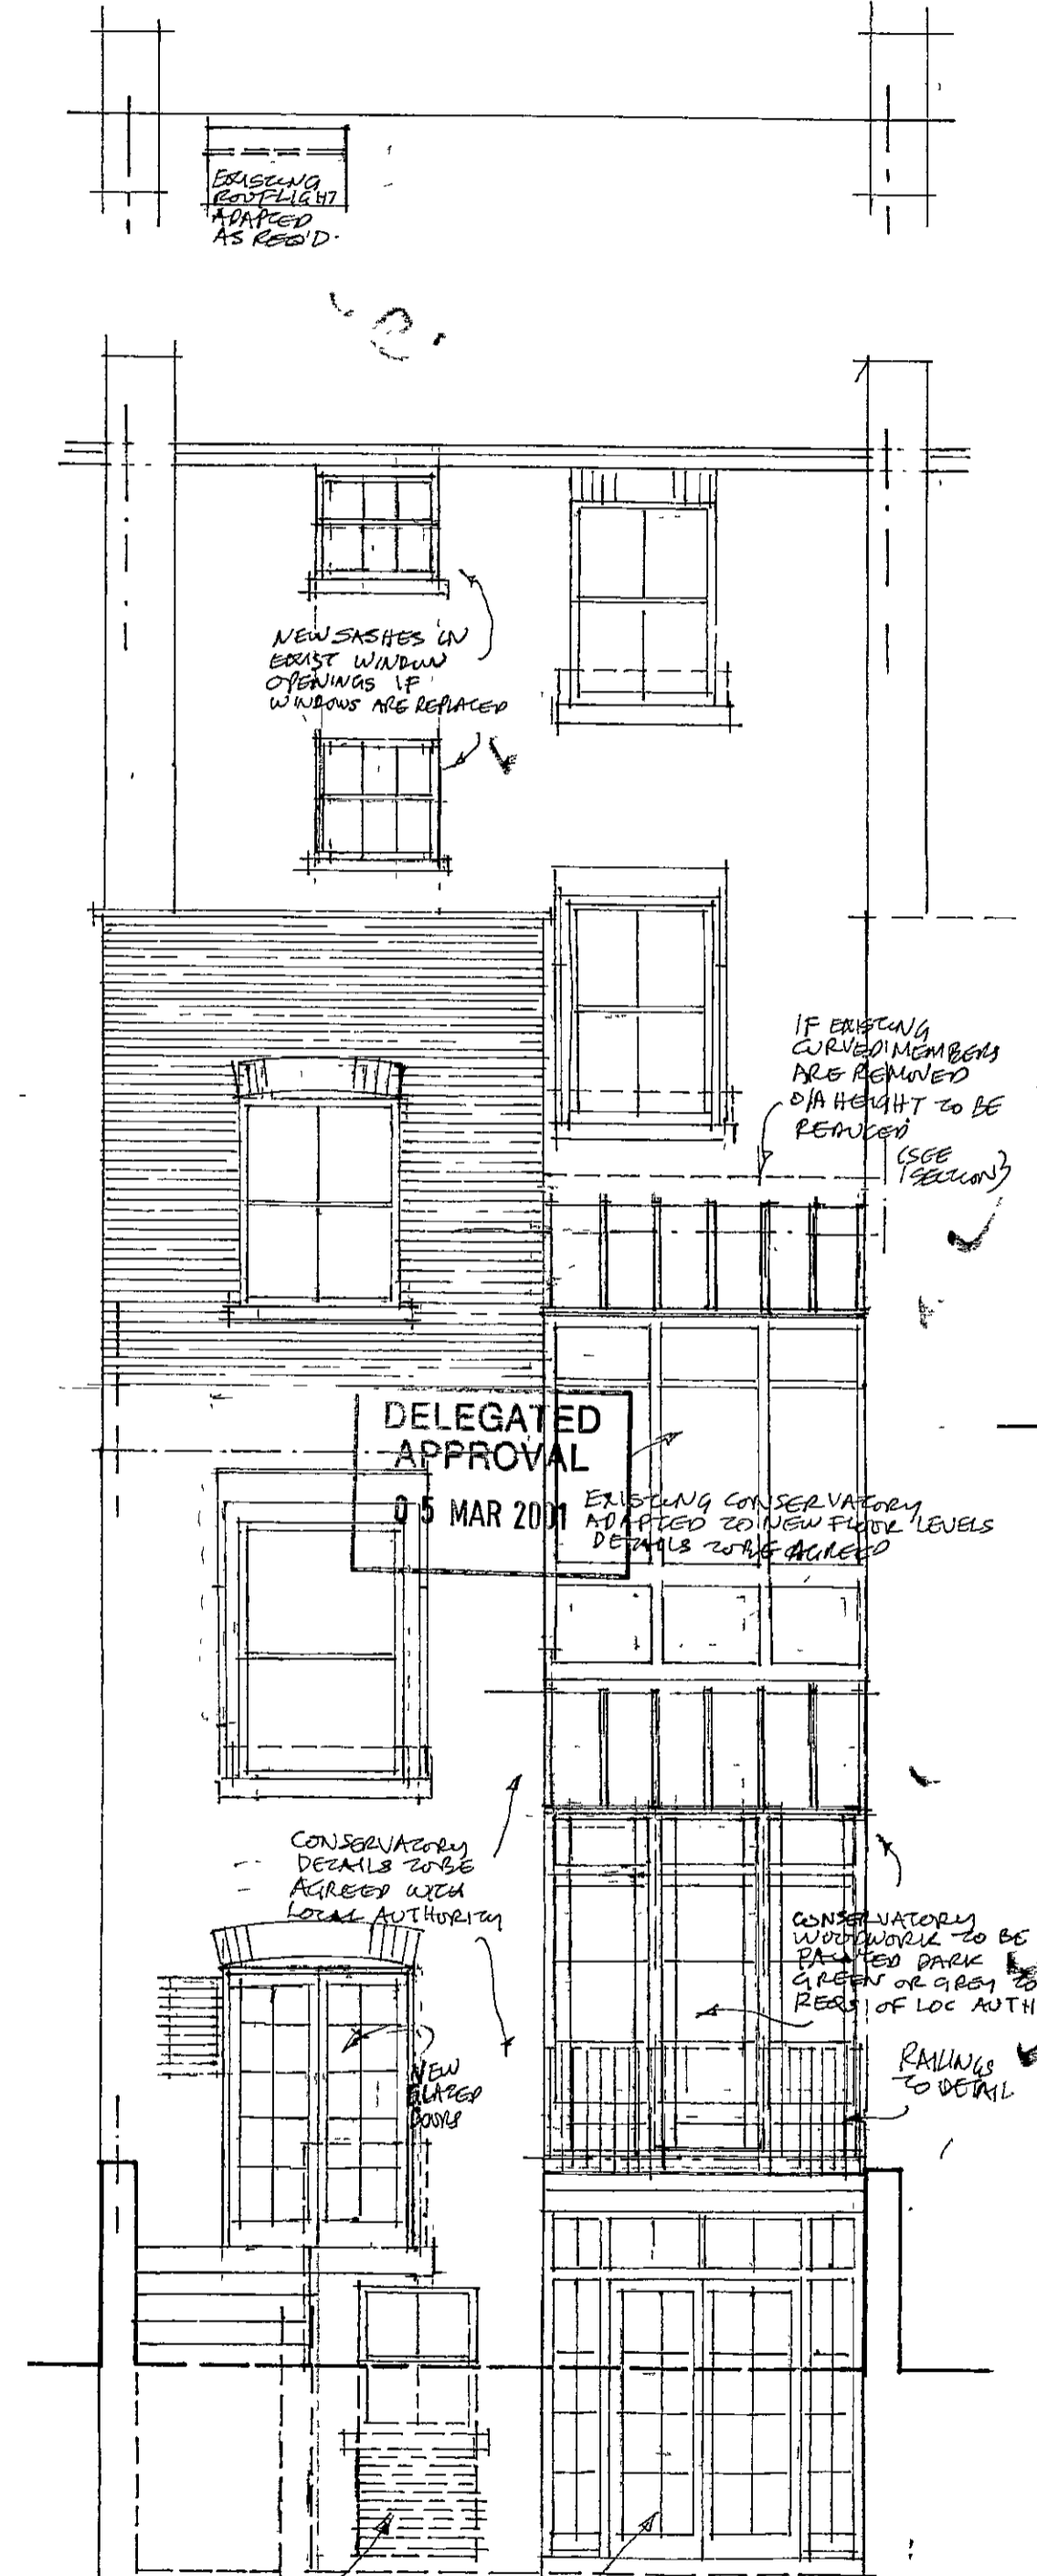 EXISTING
ROOFLIGHT
ADAPTED
AS REQ'D.
NEW SASHES IN
EXIST WINDOW
OPENINGS IF
WINDOWS ARE REPLACED
IF EXISTING
CURVED MEMBERS
ARE REMOVED
O/A HEIGHT TO BE
REDUCED
(SEE
SECTION)
DELEGATED
APPROVAL
05 MAR 2001
EXISTING CONSERVATORY
ADAPTED TO NEW FLOOR LEVELS
DETAILS TO BE AGREED
CONSERVATORY
DETAILS TO BE
AGREED WITH
LOCAL AUTHORITY
CONSERVATORY
WOODWORK TO BE
PAINTED DARK
GREEN OR GREY TO
REQS OF LOC AUTH
RAILINGS
TO DETAIL
NEW
GLAZED
DOORS